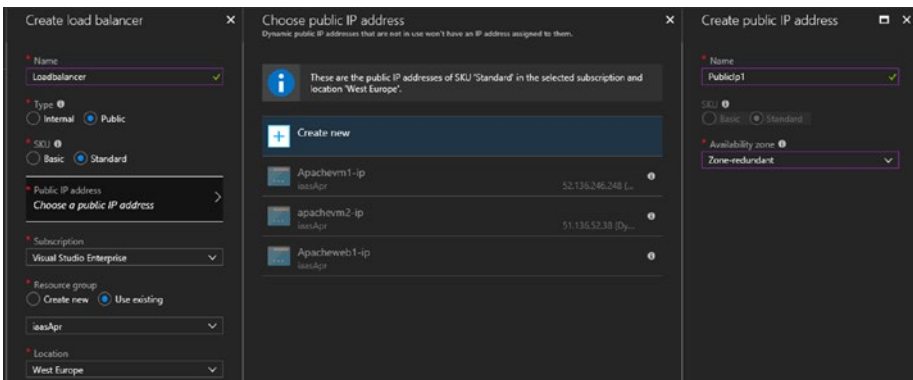 Create load balancer
* Name
Loadbalancer
* Type
Internal Public
* SKU
Basic Standard
* Public IP address
Choose a public IP address
* Subscription
Visual Studio Enterprise
* Resource group
Create new Use existing
iaasApr
* Location
West Europe
Choose public IP address
Dynamic public IP addresses that are not in use won't have an IP address assigned to them.
These are the public IP addresses of SKU 'Standard' in the selected subscription and
location 'West Europe'.
Create new
Apachevm1-ip
iaasApr
52.136.246.248 (...
apachevm2-ip
iaasApr
51.136.52.38 (Dy...
Apacheweb1-ip
iaasApr
Create public IP address
* Name
PublicIp1
SKU
Basic Standard
* Availability zone
Zone-redundant